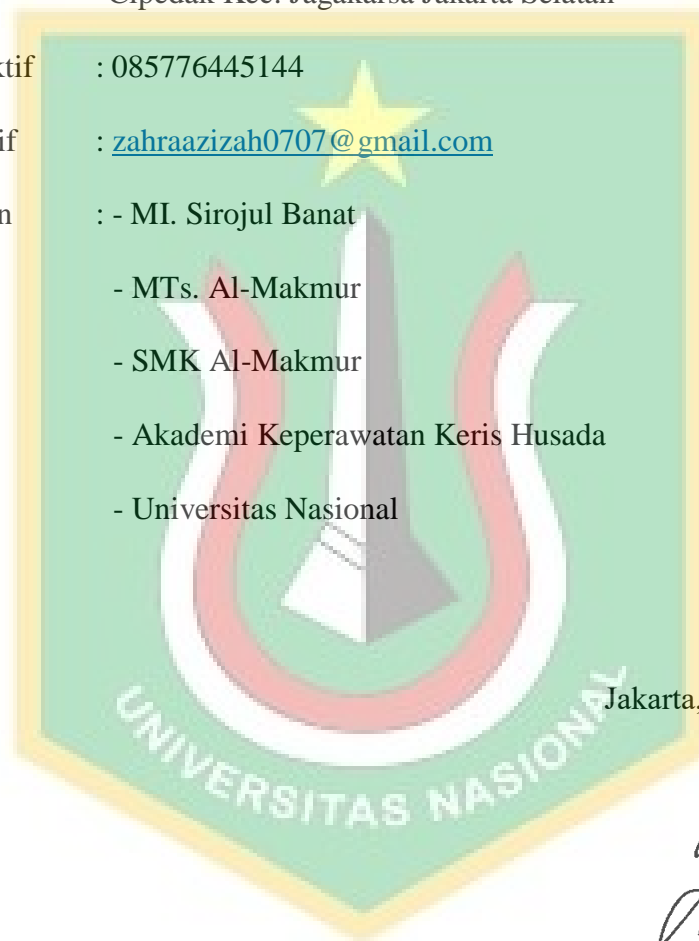 Cipedak Kec. Jagakarsa Jakarta Selatan
ktif : 085776445144
if : zahraazizah0707@gmail.com
n : - MI. Sirojul Banat
- MTs. Al-Makmur
- SMK Al-Makmur
- Akademi Keperawatan Keris Husada
- Universitas Nasional
Jakarta,
UNIVERSITAS NASIONAL